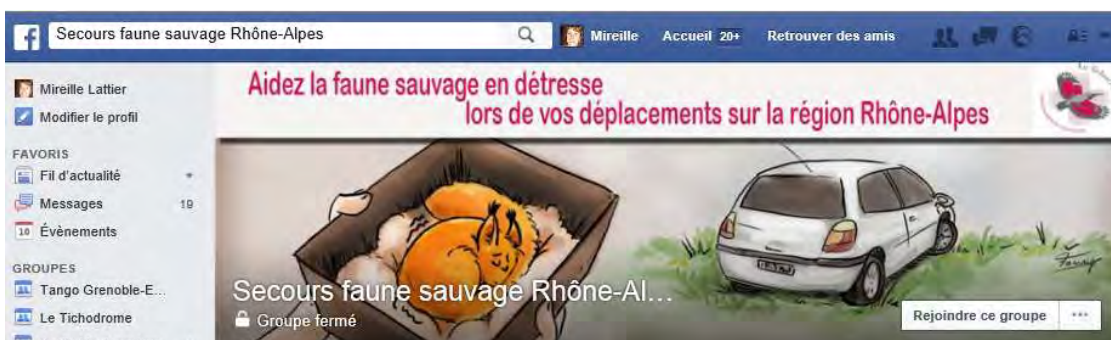 Secours faune sauvage Rhône-Alpes
Mireille
Accueil 20+
Retrouver des amis
Mireille Lattier
Modifier le profil
FAVORIS
Fil d'actualité
Messages 19
Évènements
GROUPES
Tango Grenoble-E...
Le Tichodrome
Aidez la faune sauvage en détresse
lors de vos déplacements sur la région Rhône-Alpes
Secours faune sauvage Rhône-Al...
Groupe fermé
Rejoindre ce groupe